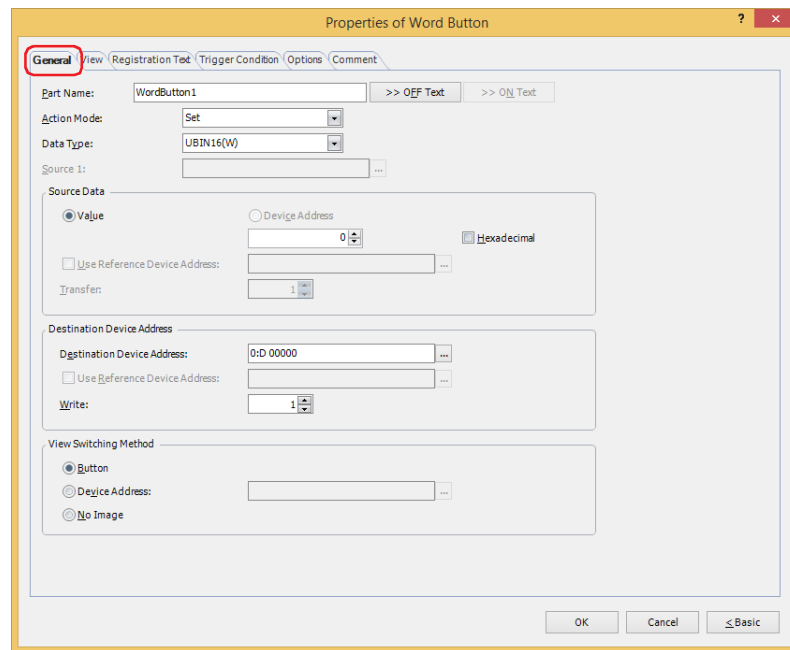 Properties of Word Button ? ×
General View Registration Text Trigger Condition Options Comment
Part Name: WordButton1 >> OFF Text >> ON Text
Action Mode: Set
Data Type: UBIN16(W)
Source 1: ...
Source Data
Value Device Address
0 Hexadecimal
Use Reference Device Address: ...
Transfer: 1
Destination Device Address
Destination Device Address: 0:D 00000 ...
Use Reference Device Address: ...
Write: 1
View Switching Method
Button
Device Address: ...
No Image
OK Cancel < Basic